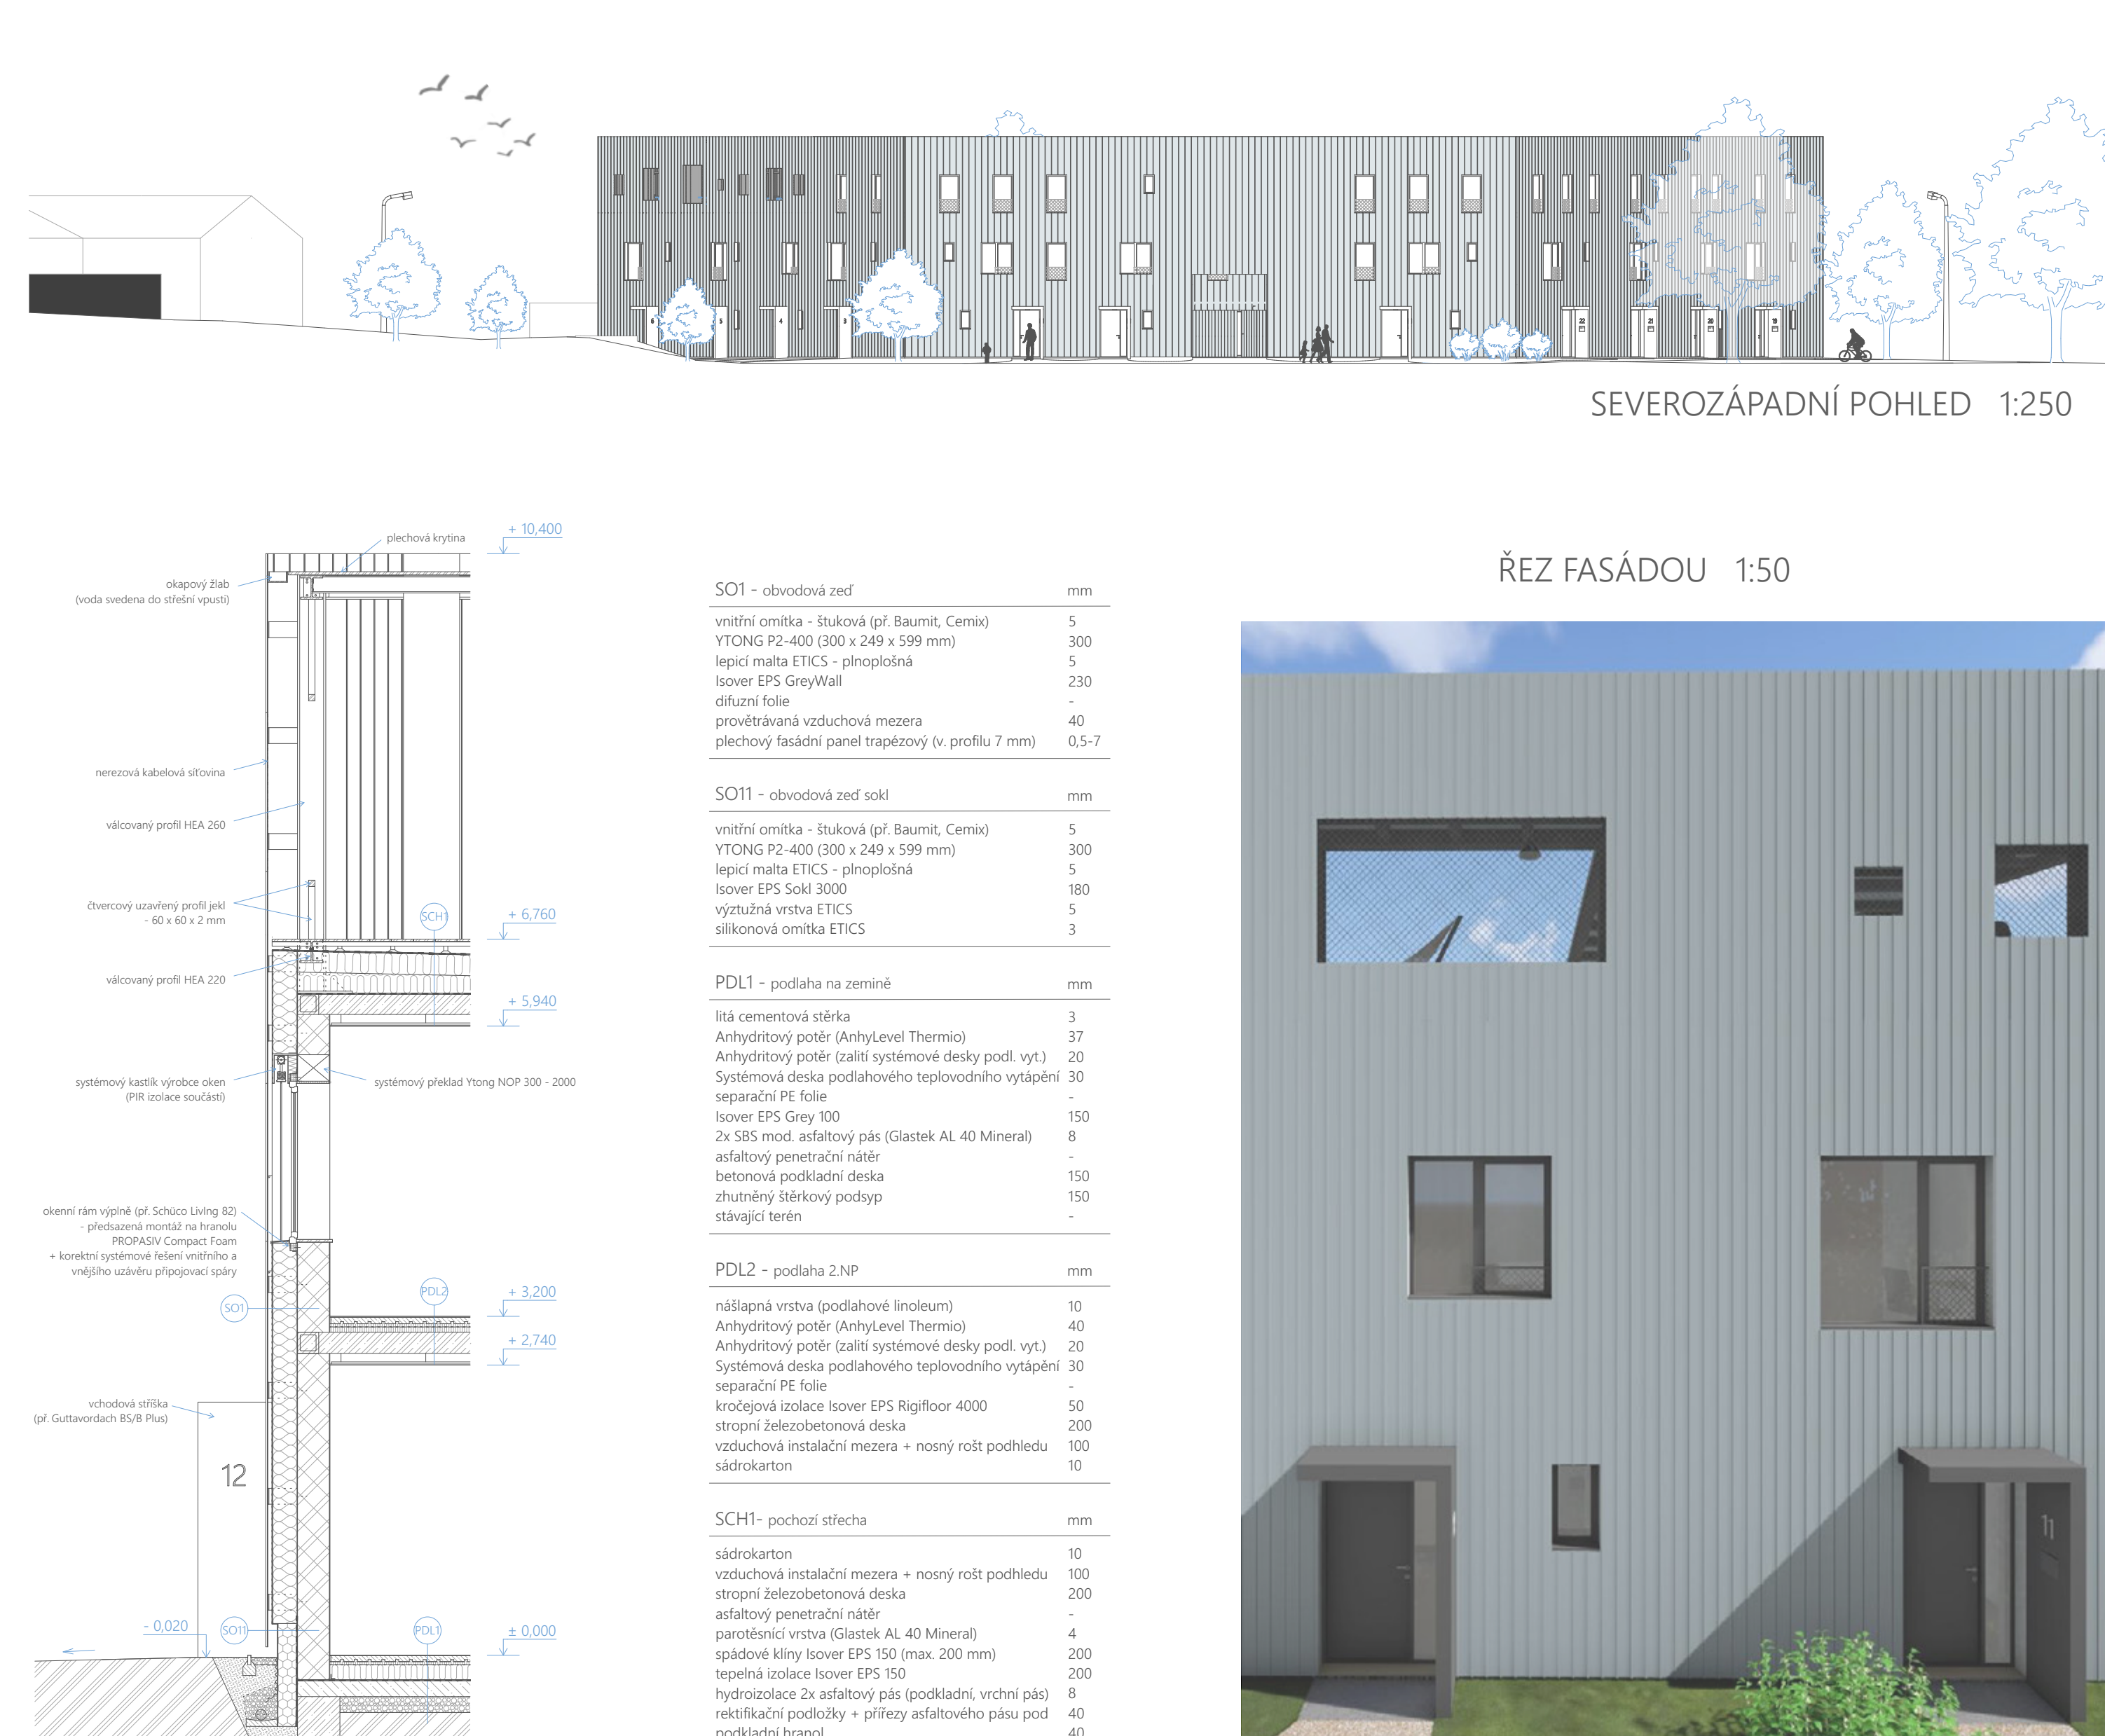 6
5
4
3
22
21
20
19
SEVEROZÁPADNÍ POHLED 1:250
ŘEZ FASÁDOU 1:50
plechová krytina
+ 10,400
okapový žlab
(voda svedena do střešní vpusti)
nerezová kabelová síťovina
válcovaný profil HEA 260
čtvercový uzavřený profil jekl
- 60 x 60 x 2 mm
SCH1
+ 6,760
válcovaný profil HEA 220
+ 5,940
systémový kastlík výrobce oken
(PIR izolace součástí)
systémový překlad Ytong NOP 300 - 2000
okenní rám výplně (př. Schüco LivIng 82)
- předsazená montáž na hranolu
PROPASIV Compact Foam
+ korektní systémové řešení vnitřního a
vnějšího uzávěru připojovací spáry
SO1
PDL2
+ 3,200
+ 2,740
vchodová stříška
(př. Guttavordach BS/B Plus)
12
- 0,020
SO11
PDL1
± 0,000
SO1 - obvodová zeď mm
vnitřní omítka - štuková (př. Baumit, Cemix) 5
YTONG P2-400 (300 x 249 x 599 mm) 300
lepicí malta ETICS - plnoplošná 5
Isover EPS GreyWall 230
difuzní folie -
provětrávaná vzduchová mezera 40
plechový fasádní panel trapézový (v. profilu 7 mm) 0,5-7
SO11 - obvodová zeď sokl mm
vnitřní omítka - štuková (př. Baumit, Cemix) 5
YTONG P2-400 (300 x 249 x 599 mm) 300
lepicí malta ETICS - plnoplošná 5
Isover EPS Sokl 3000 180
výztužná vrstva ETICS 5
silikonová omítka ETICS 3
PDL1 - podlaha na zemině mm
litá cementová stěrka 3
Anhydritový potěr (AnhyLevel Thermio) 37
Anhydritový potěr (zalití systémové desky podl. vyt.) 20
Systémová deska podlahového teplovodního vytápění 30
separační PE folie -
Isover EPS Grey 100 150
2x SBS mod. asfaltový pás (Glastek AL 40 Mineral) 8
asfaltový penetrační nátěr -
betonová podkladní deska 150
zhutněný štěrkový podsyp 150
stávající terén -
PDL2 - podlaha 2.NP mm
nášlapná vrstva (podlahové linoleum) 10
Anhydritový potěr (AnhyLevel Thermio) 40
Anhydritový potěr (zalití systémové desky podl. vyt.) 20
Systémová deska podlahového teplovodního vytápění 30
separační PE folie -
kročejová izolace Isover EPS Rigifloor 4000 50
stropní železobetonová deska 200
vzduchová instalační mezera + nosný rošt podhledu 100
sádrokarton 10
SCH1- pochozí střecha mm
sádrokarton 10
vzduchová instalační mezera + nosný rošt podhledu 100
stropní železobetonová deska 200
asfaltový penetrační nátěr -
parotěsnící vrstva (Glastek AL 40 Mineral) 4
spádové klíny Isover EPS 150 (max. 200 mm) 200
tepelná izolace Isover EPS 150 200
hydroizolace 2x asfaltový pás (podkladní, vrchní pás) 8
rektifikační podložky + přířezy asfaltového pásu pod 40
podkladní hranol 40
11